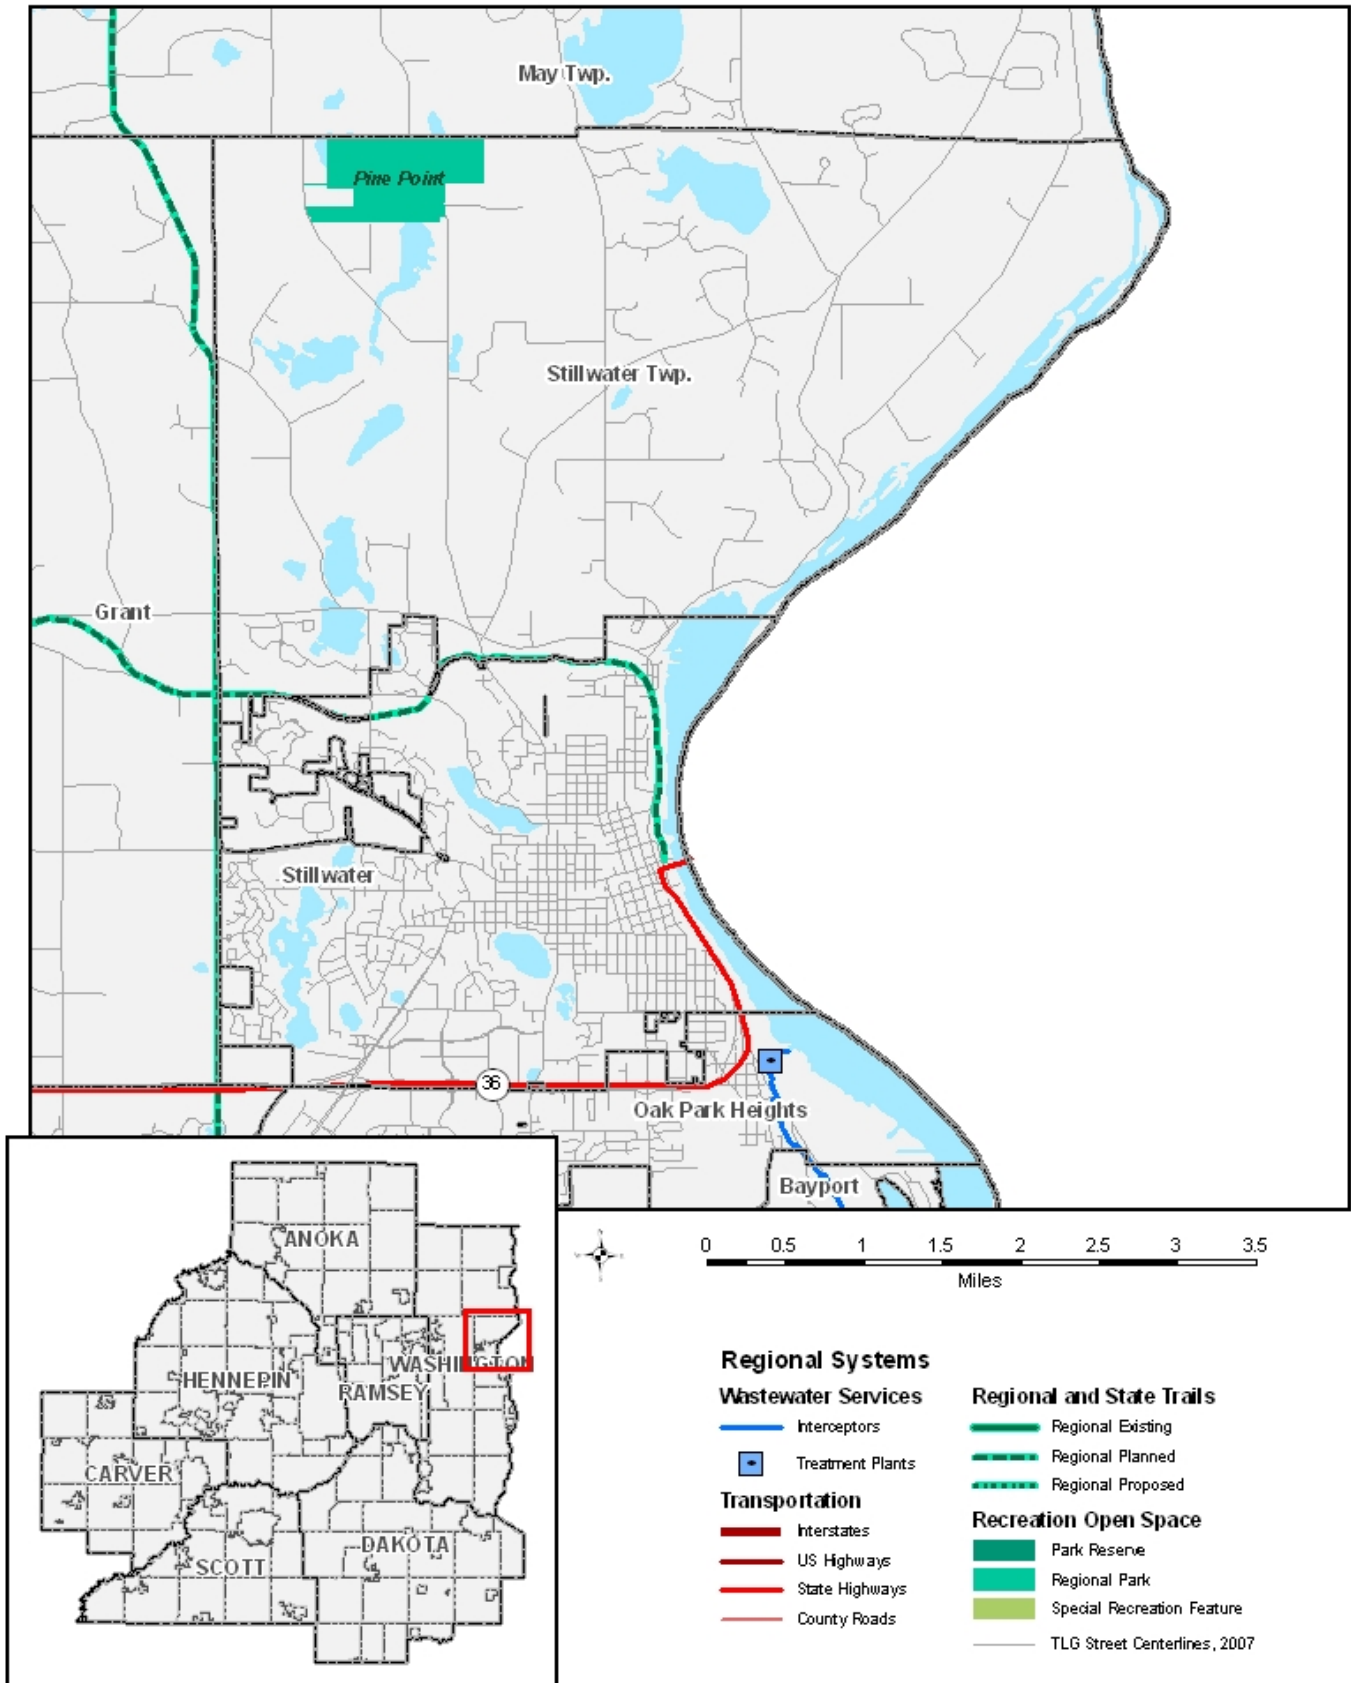 May Twp.
Pine Point
Stillwater Twp.
Grant
Stillwater
36
Oak Park Heights
Bayport
ANOKA
WASHINGTON
HENNEPIN
RAMSEY
CARVER
DAKOTA
SCOTT
0 0.5 1 1.5 2 2.5 3 3.5
Miles
Regional Systems
Wastewater Services
Interceptors
Treatment Plants
Transportation
Interstates
US Highways
State Highways
County Roads
Regional and State Trails
Regional Existing
Regional Planned
Regional Proposed
Recreation Open Space
Park Reserve
Regional Park
Special Recreation Feature
TLG Street Centerlines, 2007